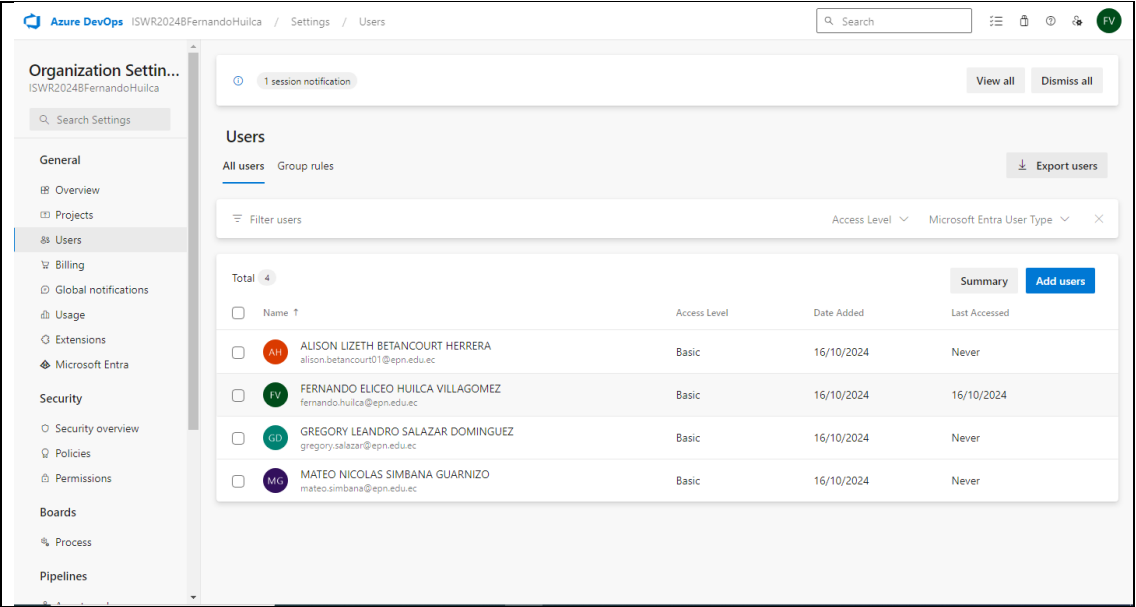 Azure DevOps ISWR2024BFernandoHuilca / Settings / Users
Search
FV
Organization Settin...
ISWR2024BFernandoHuilca
Search Settings
General
Overview
Projects
Users
Billing
Global notifications
Usage
Extensions
Microsoft Entra
Security
Security overview
Policies
Permissions
Boards
Process
Pipelines
1 session notification
View all
Dismiss all
Users
All users
Group rules
Export users
Filter users
Access Level
Microsoft Entra User Type
Total 4
Summary
Add users
Name ↑ Access Level Date Added Last Accessed
AH ALISON LIZETH BETANCOURT HERRERA Basic 16/10/2024 Never
alison.betancourt01@epn.edu.ec
FV FERNANDO ELICEO HUILCA VILLAGOMEZ Basic 16/10/2024 16/10/2024
fernando.huilca@epn.edu.ec
GD GREGORY LEANDRO SALAZAR DOMINGUEZ Basic 16/10/2024 Never
gregory.salazar@epn.edu.ec
MG MATEO NICOLAS SIMBANA GUARNIZO Basic 16/10/2024 Never
mateo.simbana@epn.edu.ec